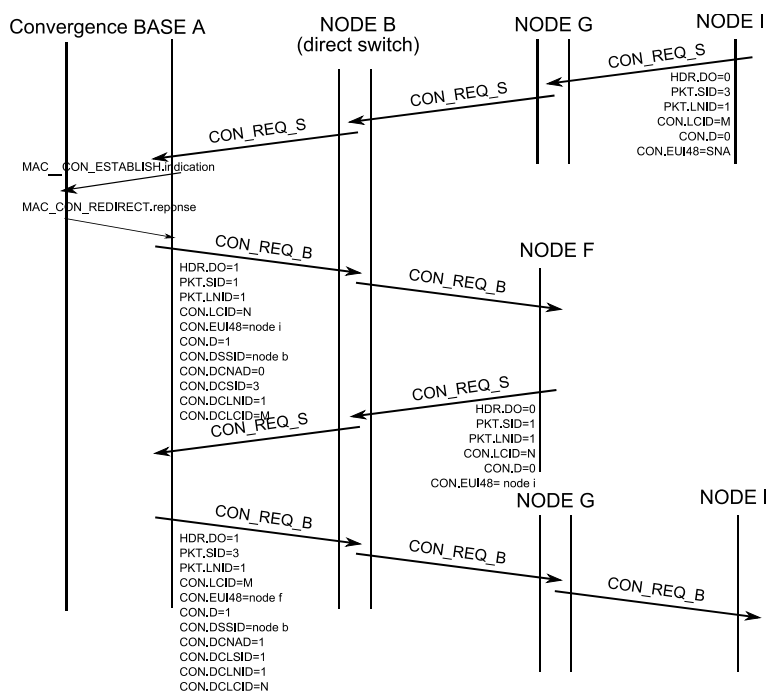 Convergence BASE A
NODE B
(direct switch)
NODE G
NODE I
CON_REQ_S
HDR.DO=0
PKT.SID=3
PKT.LNID=1
CON.LCID=M
CON.D=0
CON.EUI48=SNA
CON_REQ_S
CON_REQ_S
MAC__CON_ESTABLISH.indication
MAC_CON_REDIRECT.reponse
CON_REQ_B
HDR.DO=1
PKT.SID=1
PKT.LNID=1
CON.LCID=N
CON.EUI48=node i
CON.D=1
CON.DSSID=node b
CON.DCNAD=0
CON.DCSID=3
CON.DCLNID=1
CON.DCLCID=M
NODE F
CON_REQ_B
CON_REQ_S
HDR.DO=0
PKT.SID=1
PKT.LNID=1
CON.LCID=N
CON.D=0
CON.EUI48= node i
CON_REQ_S
NODE G
NODE I
CON_REQ_B
HDR.DO=1
PKT.SID=3
PKT.LNID=1
CON.LCID=M
CON.EUI48=node f
CON.D=1
CON.DSSID=node b
CON.DCNAD=1
CON.DCLSID=1
CON.DCLNID=1
CON.DCLCID=N
CON_REQ_B
CON_REQ_B